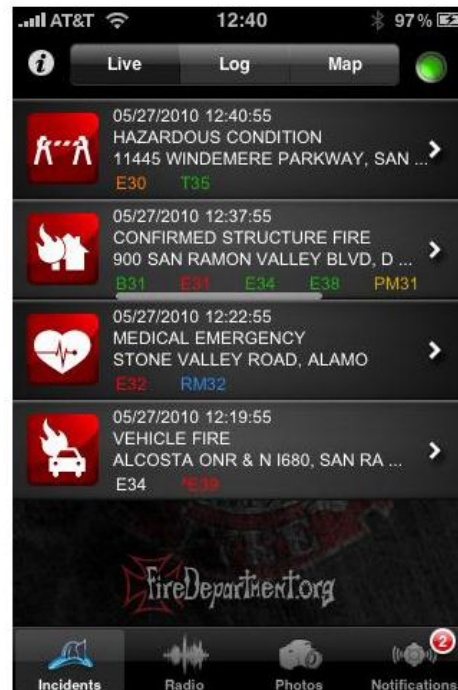 AT&T 12:40 97%
i Live Log Map
05/27/2010 12:40:55
HAZARDOUS CONDITION
11445 WINDEMERE PARKWAY, SAN ...
E30 T35
05/27/2010 12:37:55
CONFIRMED STRUCTURE FIRE
900 SAN RAMON VALLEY BLVD, D ...
B31 E31 E34 E38 PM31
05/27/2010 12:22:55
MEDICAL EMERGENCY
STONE VALLEY ROAD, ALAMO
E32 RM32
05/27/2010 12:19:55
VEHICLE FIRE
ALCOSTA ONR & N I680, SAN RA ...
E34 *E39
FireDepartment.org
2
Incidents Radio Photos Notifications